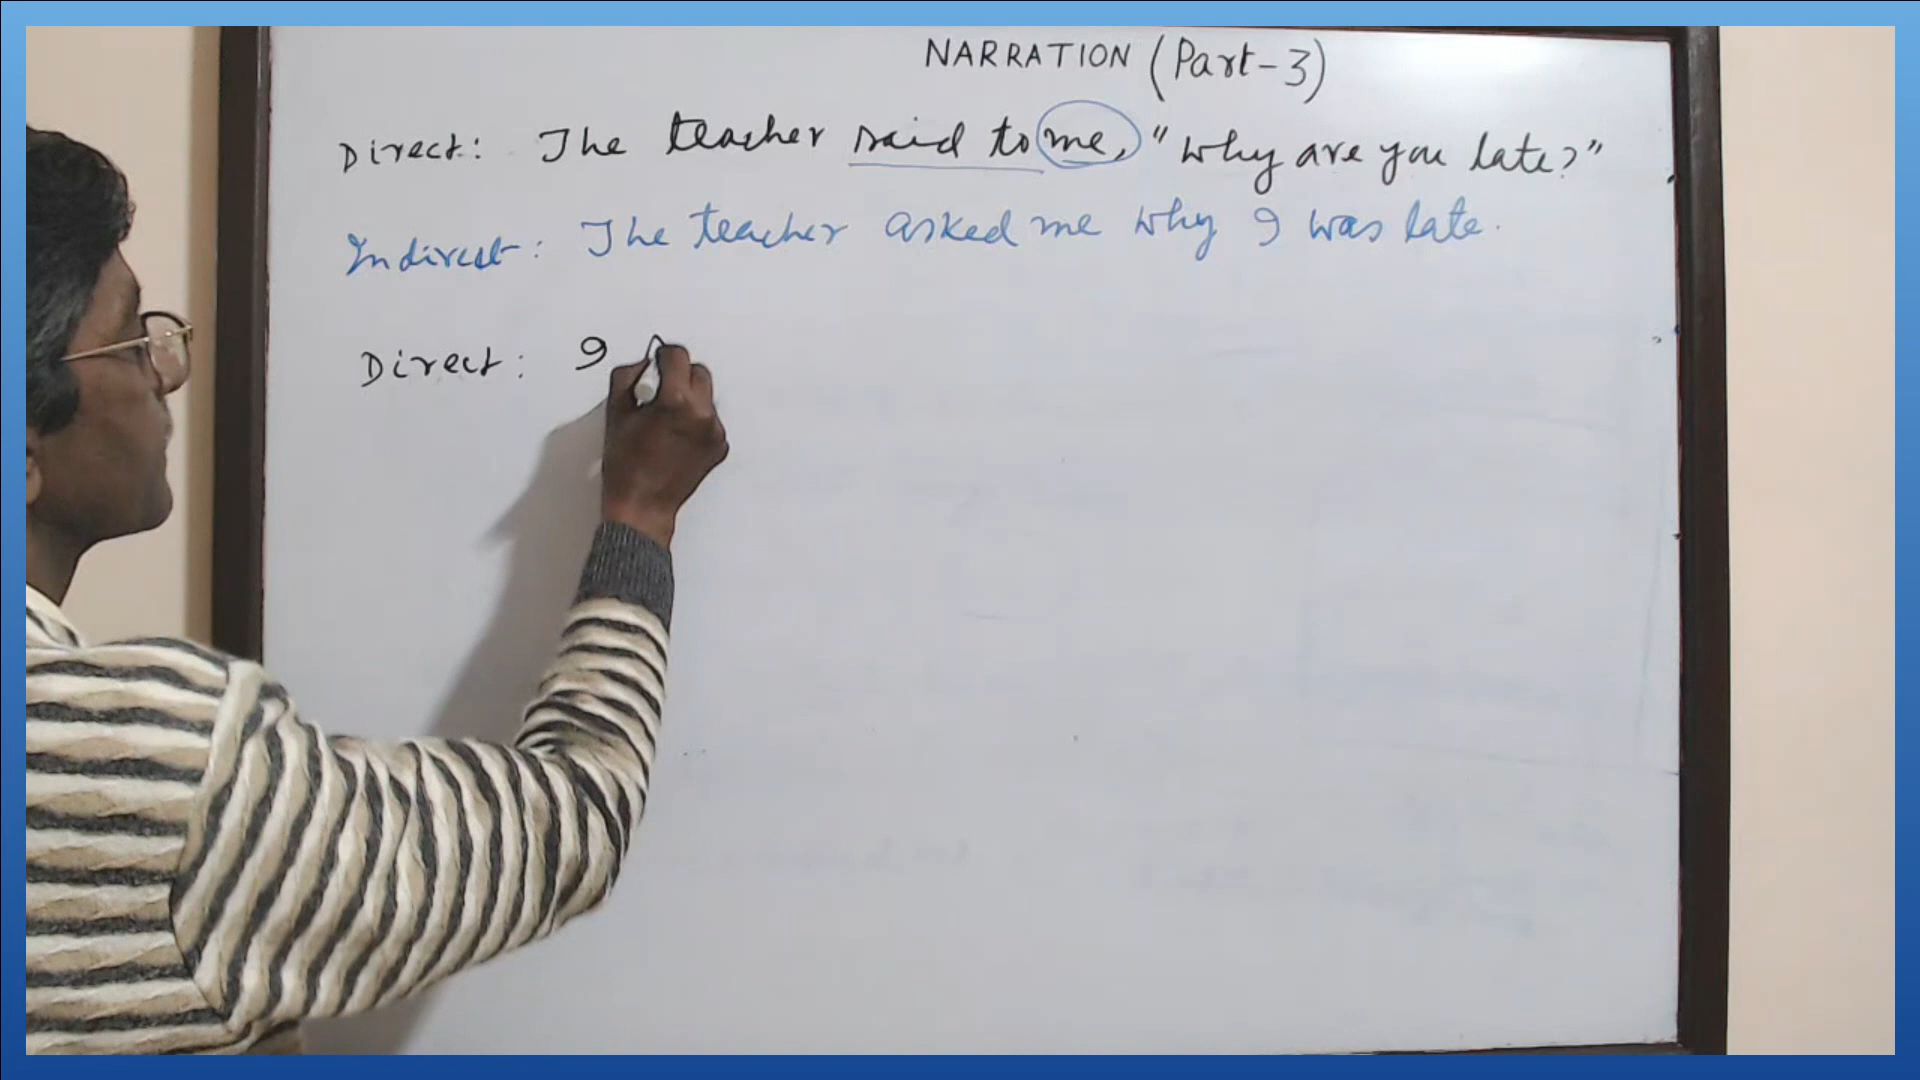 NARRATION (Part-3)
Direct: The teacher said to me, "Why are you late?"
Indirect: The teacher asked me why I was late.
Direct: I